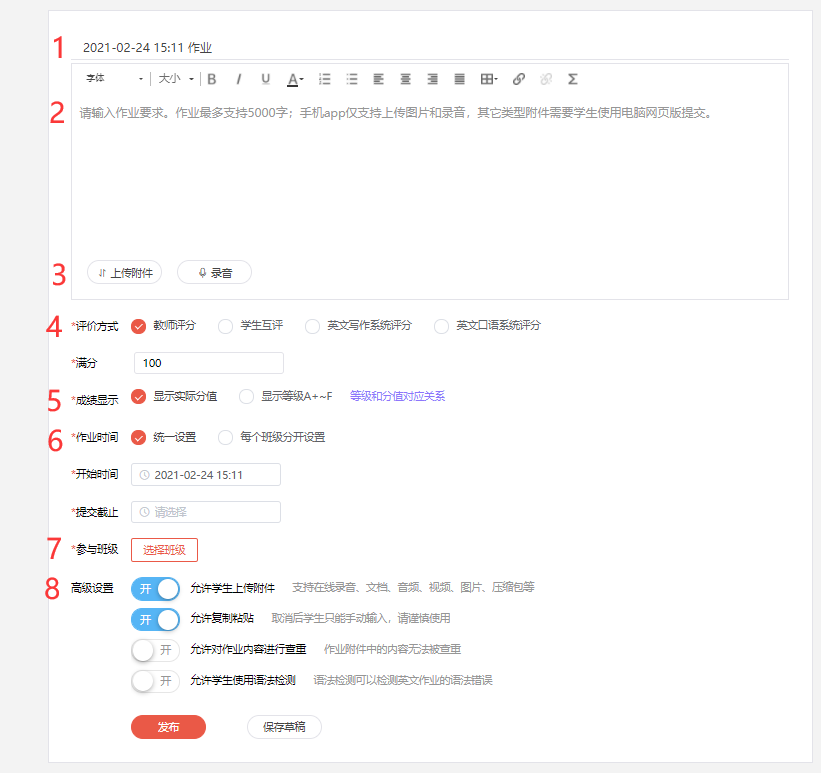 1 2021-02-24 15:11 作业
字体 大小 B I U A Σ
2 请输入作业要求。作业最多支持5000字；手机app仅支持上传图片和录音，其它类型附件需要学生使用电脑网页版提交。
3 上传附件 录音
4 *评价方式 教师评分 学生互评 英文写作系统评分 英文口语系统评分
*满分 100
5 *成绩显示 显示实际分值 显示等级A+~F 等级和分值对应关系
6 *作业时间 统一设置 每个班级分开设置
*开始时间 2021-02-24 15:11
*提交截止 请选择
7 *参与班级 选择班级
8 高级设置 开 允许学生上传附件 支持在线录音、文档、音频、视频、图片、压缩包等
开 允许复制粘贴 取消后学生只能手动输入，请谨慎使用
开 允许对作业内容进行查重 作业附件中的内容无法被查重
开 允许学生使用语法检测 语法检测可以检测英文作业的语法错误
发布 保存草稿